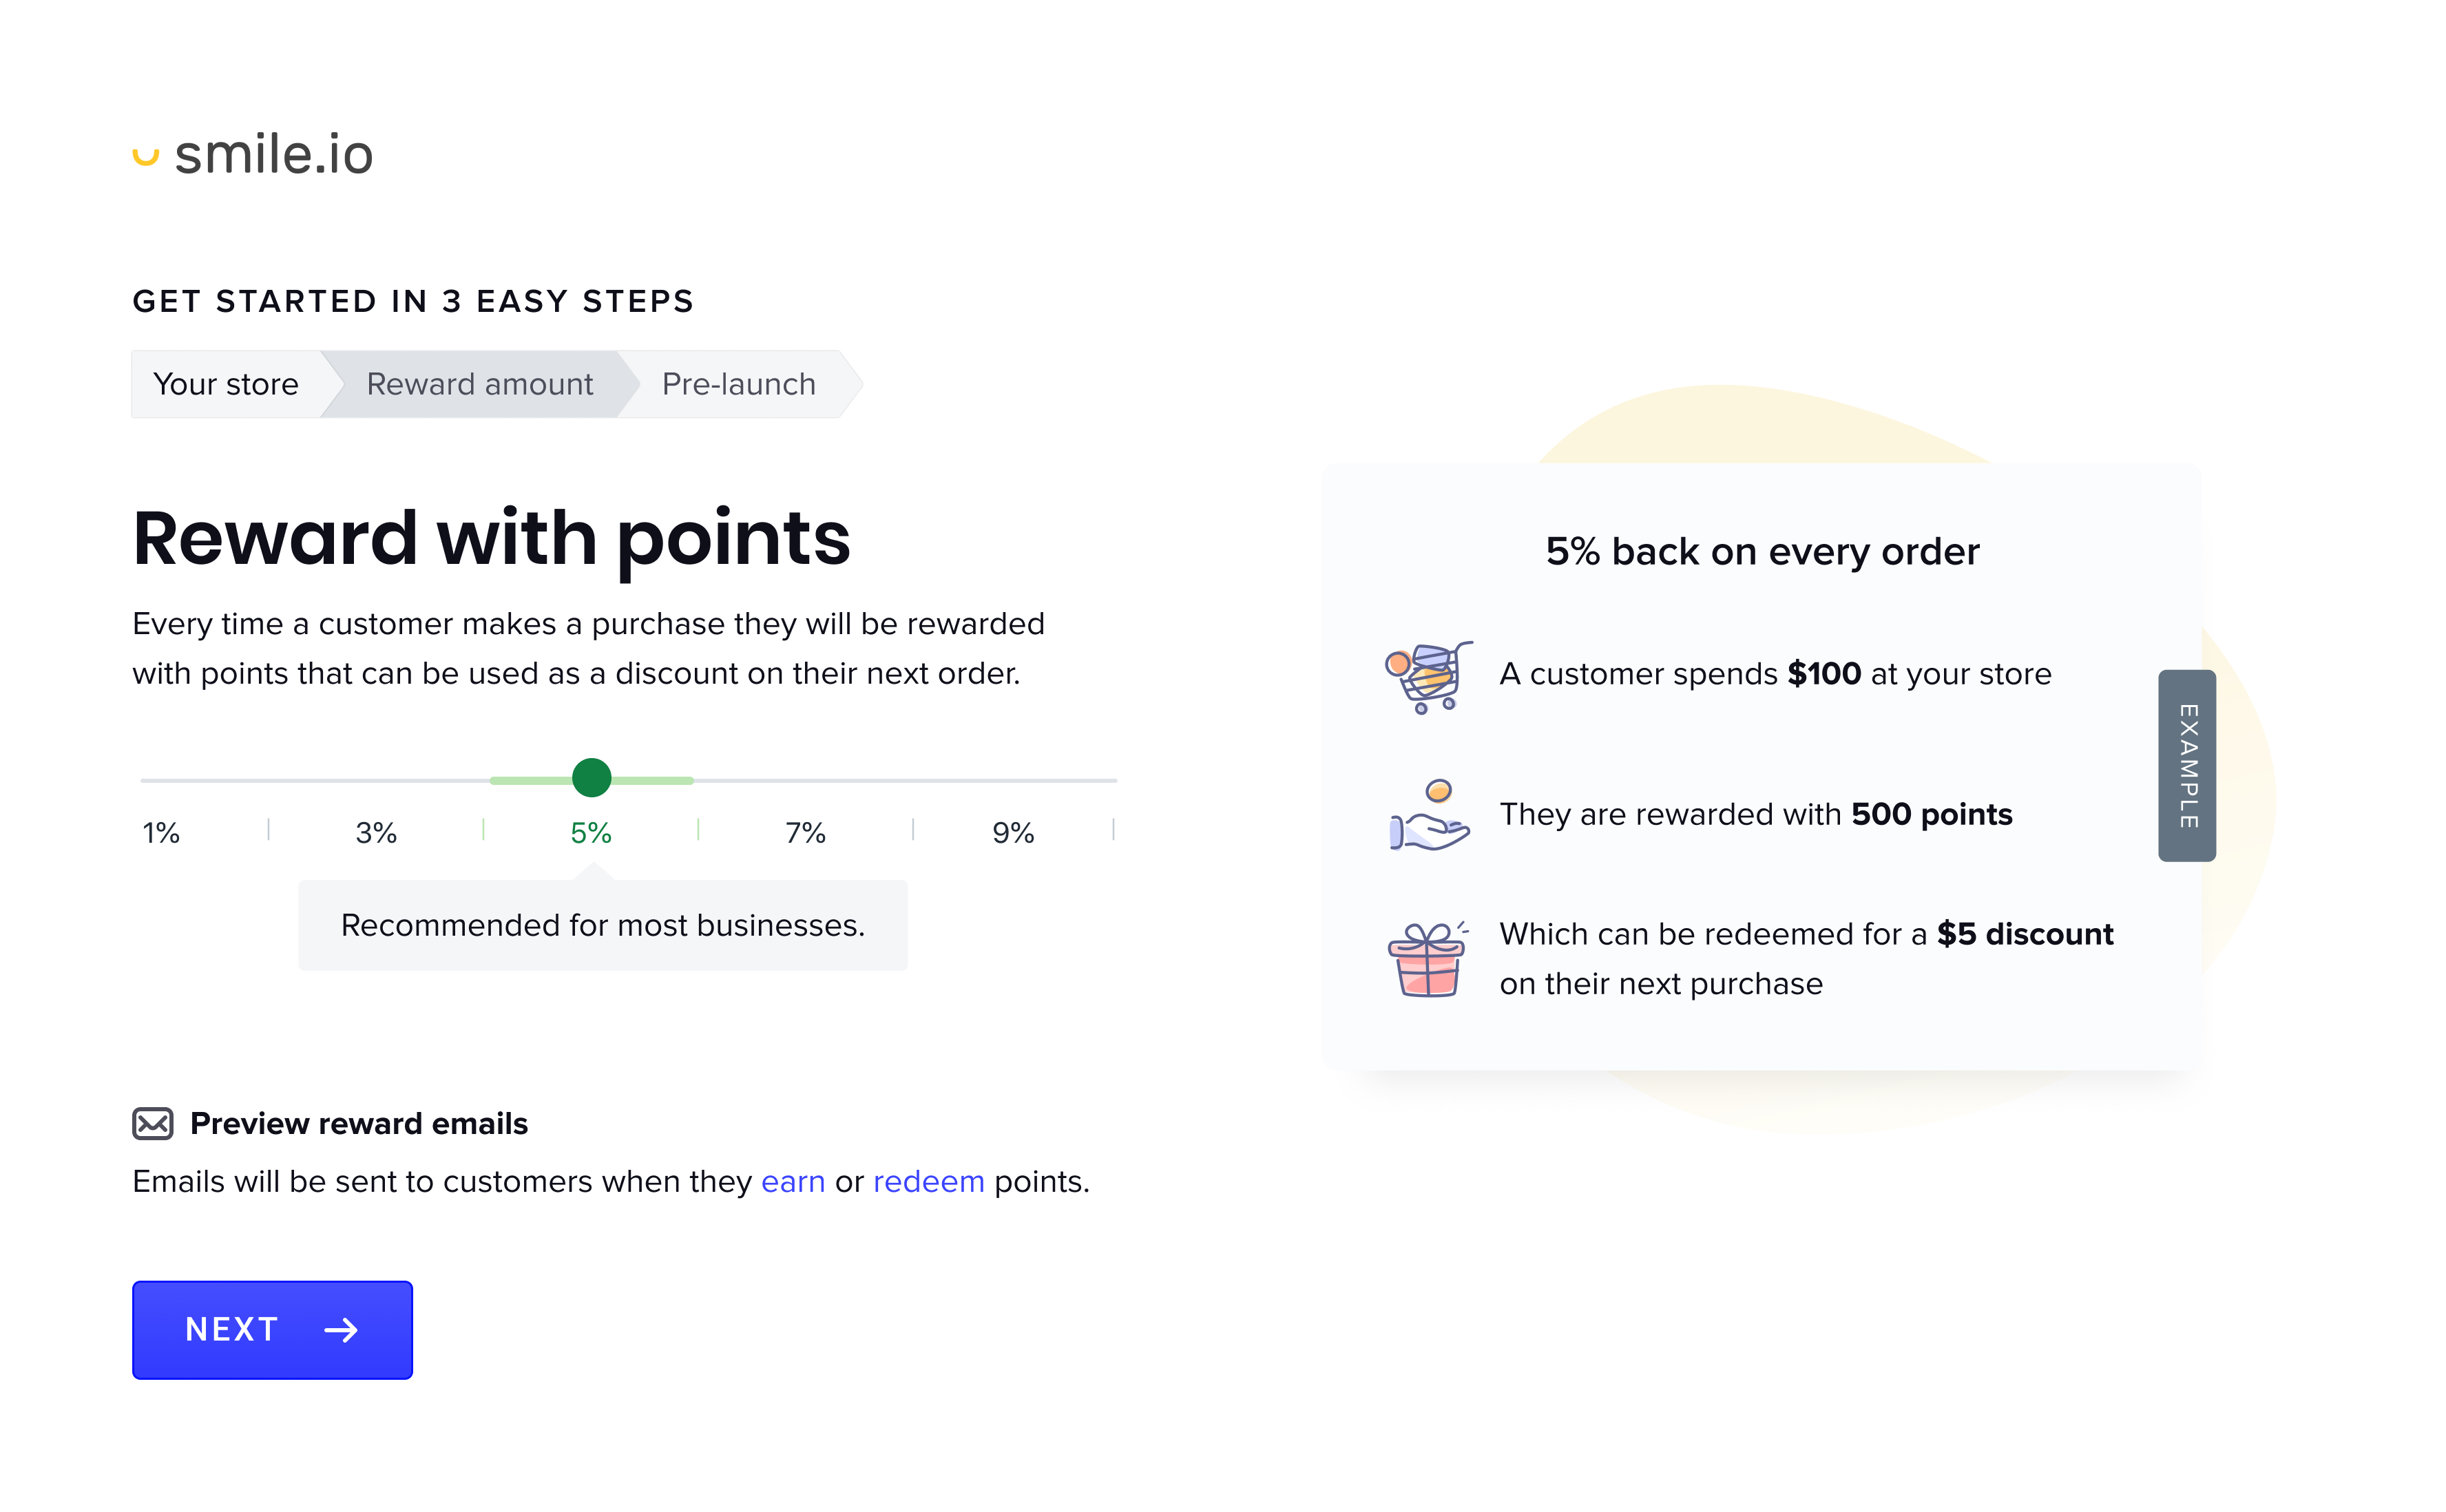 smile.io
GET STARTED IN 3 EASY STEPS
Your store
Reward amount
Pre-launch
Reward with points
Every time a customer makes a purchase they will be rewarded
with points that can be used as a discount on their next order.
1%
3%
5%
7%
9%
Recommended for most businesses.
Preview reward emails
Emails will be sent to customers when they earn or redeem points.
NEXT
5% back on every order
A customer spends $100 at your store
They are rewarded with 500 points
Which can be redeemed for a $5 discount
on their next purchase
EXAMPLE